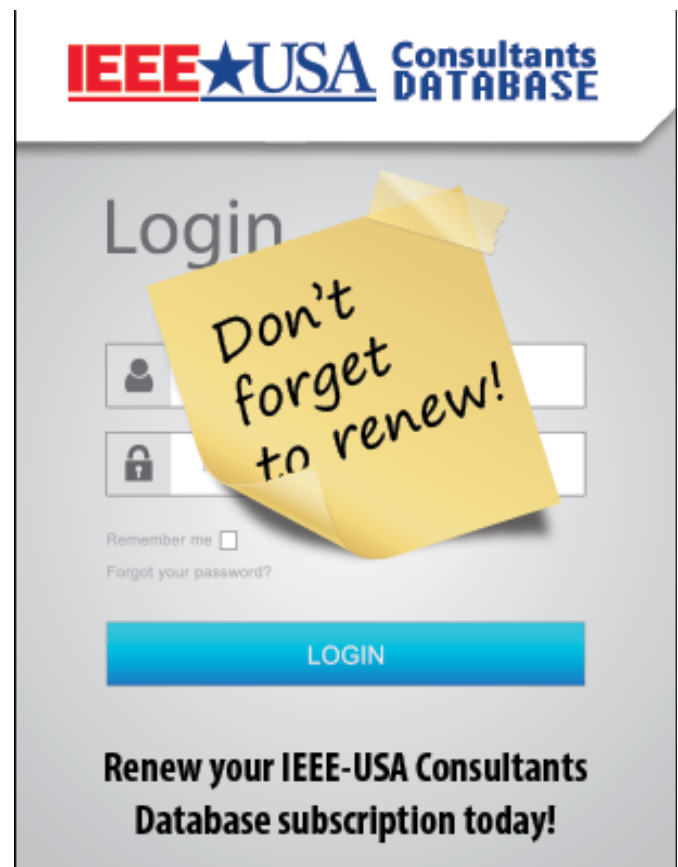 IEEE★USA Consultants
DATABASE
Login
Don't
forget
to renew!
Remember me
Forgot your password?
LOGIN
Renew your IEEE-USA Consultants
Database subscription today!